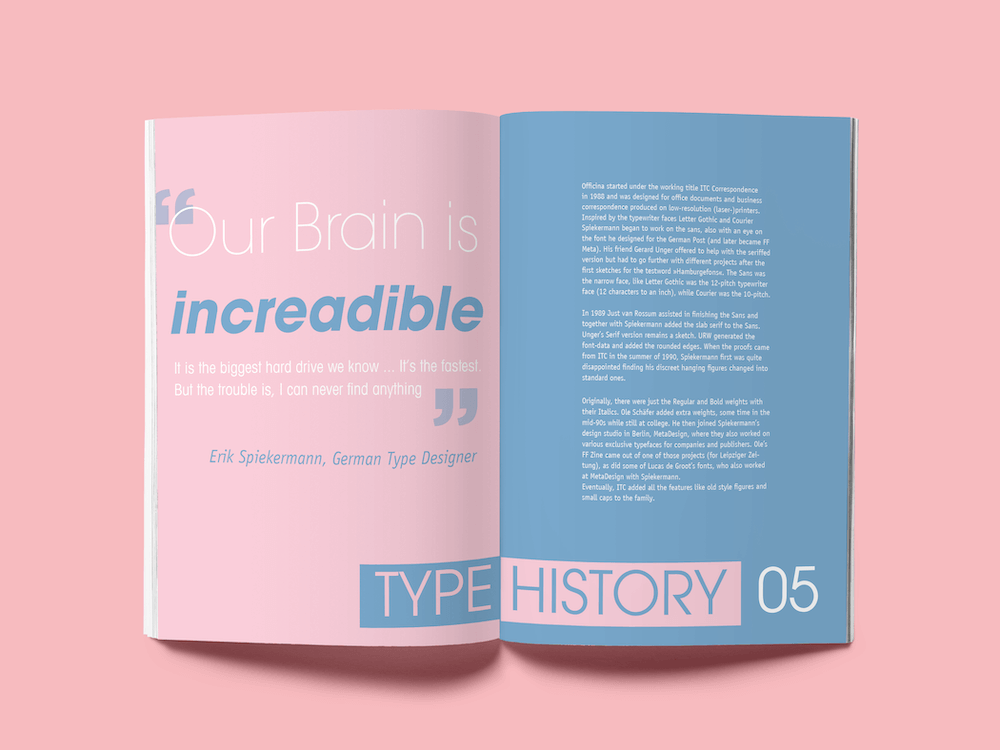 “Our Brain is
increadible
It is the biggest hard drive we know ... It's the fastest.
But the trouble is, I can never find anything
”
Erik Spiekermann, German Type Designer
Officina started under the working title ITC Correspondence
in 1988 and was designed for office documents and business
correspondence produced on low-resolution (laser-)printers.
Inspired by the typewriter faces Letter Gothic and Courier
Spiekermann began to work on the sans, also with an eye on
the font he designed for the German Post (and later became FF
Meta). His friend Gerard Unger offered to help with the seriffed
version but had to go further with different projects after the
first sketches for the testword »Hamburgefons«. The Sans was
the narrow face, like Letter Gothic was the 12-pitch typewriter
face (12 characters to an inch), while Courier was the 10-pitch.
In 1989 Just van Rossum assisted in finishing the Sans and
together with Spiekermann added the slab serif to the Sans.
Unger's Serif version remains a sketch. URW generated the
font-data and added the rounded edges. When the proofs came
from ITC in the summer of 1990, Spiekermann first was quite
disappointed finding his discreet hanging figures changed into
standard ones.
Originally, there were just the Regular and Bold weights with
their Italics. Ole Schäfer added extra weights, some time in the
mid-90s while still at college. He then joined Spiekermann's
design studio in Berlin, MetaDesign, where they also worked on
various exclusive typefaces for companies and publishers. Ole's
FF Zine came out of one of those projects (for Leipziger Zei-
tung), as did some of Lucas de Groot's fonts, who also worked
at MetaDesign with Spiekermann.
Eventually, ITC added all the features like old style figures and
small caps to the family.
TYPE HISTORY 05